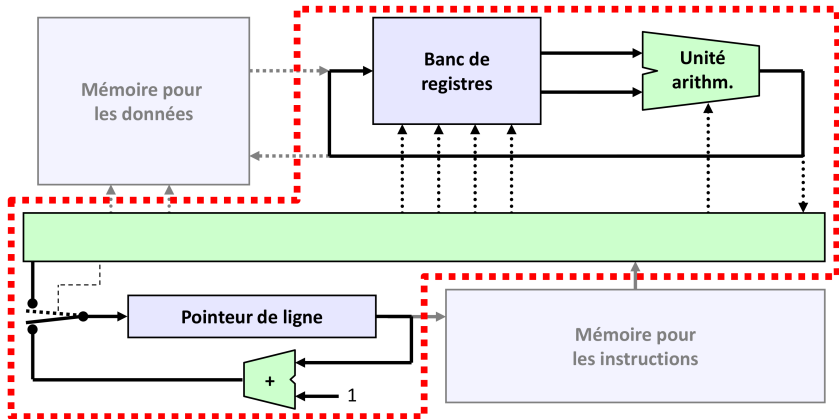 Mémoire pour
les données
Banc de
registres
Unité
arithm.
Pointeur de ligne
+
1
Mémoire pour
les instructions